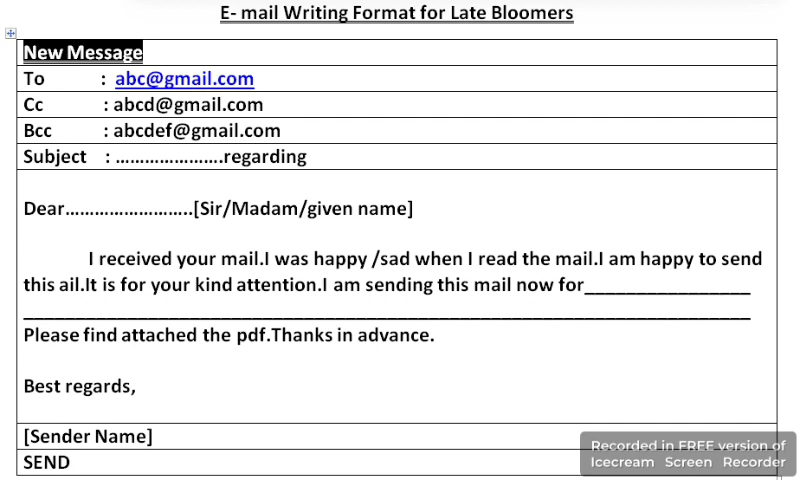 E- mail Writing Format for Late Bloomers
New Message
To : abc@gmail.com
Cc : abcd@gmail.com
Bcc : abcdef@gmail.com
Subject : ......................regarding
Dear..........................[Sir/Madam/given name]
I received your mail.I was happy /sad when I read the mail.I am happy to send
this ail.It is for your kind attention.I am sending this mail now for________________
______________________________________________________________________
Please find attached the pdf.Thanks in advance.
Best regards,
[Sender Name]
SEND
Recorded in FREE version of
Icecream Screen Recorder